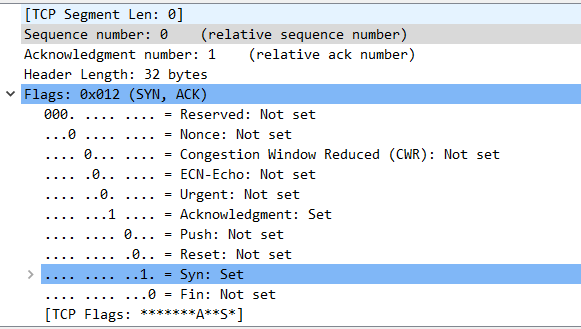 [TCP Segment Len: 0]
Sequence number: 0    (relative sequence number)
Acknowledgment number: 1    (relative ack number)
Header Length: 32 bytes
Flags: 0x012 (SYN, ACK)
000. .... .... = Reserved: Not set
...0 .... .... = Nonce: Not set
.... 0... .... = Congestion Window Reduced (CWR): Not set
.... .0.. .... = ECN-Echo: Not set
.... ..0. .... = Urgent: Not set
.... ...1 .... = Acknowledgment: Set
.... .... 0... = Push: Not set
.... .... .0.. = Reset: Not set
.... .... ..1. = Syn: Set
.... .... ...0 = Fin: Not set
[TCP Flags: *******A**S*]